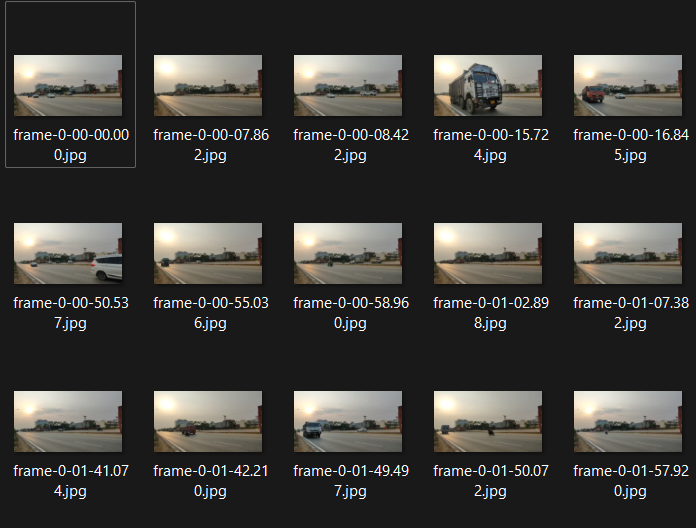 frame-0-00-00.00
0.jpg
frame-0-00-07.86
2.jpg
frame-0-00-08.42
2.jpg
frame-0-00-15.72
4.jpg
frame-0-00-16.84
5.jpg
frame-0-00-50.53
7.jpg
frame-0-00-55.03
6.jpg
frame-0-00-58.96
0.jpg
frame-0-01-02.89
8.jpg
frame-0-01-07.38
2.jpg
frame-0-01-41.07
4.jpg
frame-0-01-42.21
0.jpg
frame-0-01-49.49
7.jpg
frame-0-01-50.07
2.jpg
frame-0-01-57.92
0.jpg